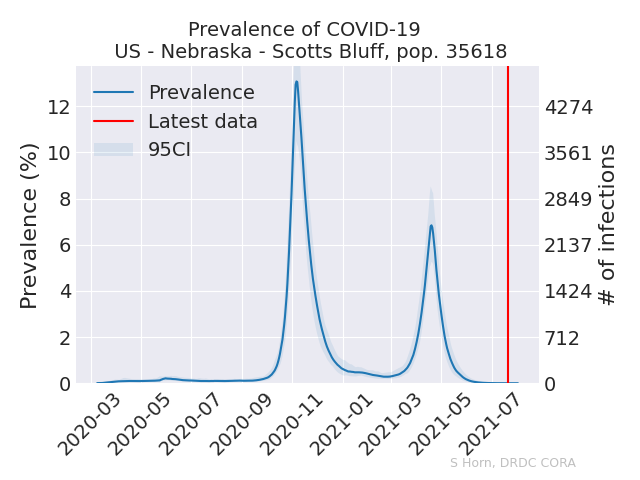 Prevalence of COVID-19
US - Nebraska - Scotts Bluff, pop. 35618
Prevalence
Latest data
95CI
Prevalence (%)
12
10
8
6
4
2
0
4274
3561
2849
2137
1424
712
0
# of infections
2020-03
2020-05
2020-07
2020-09
2020-11
2021-01
2021-03
2021-05
2021-07
S Horn, DRDC CORA